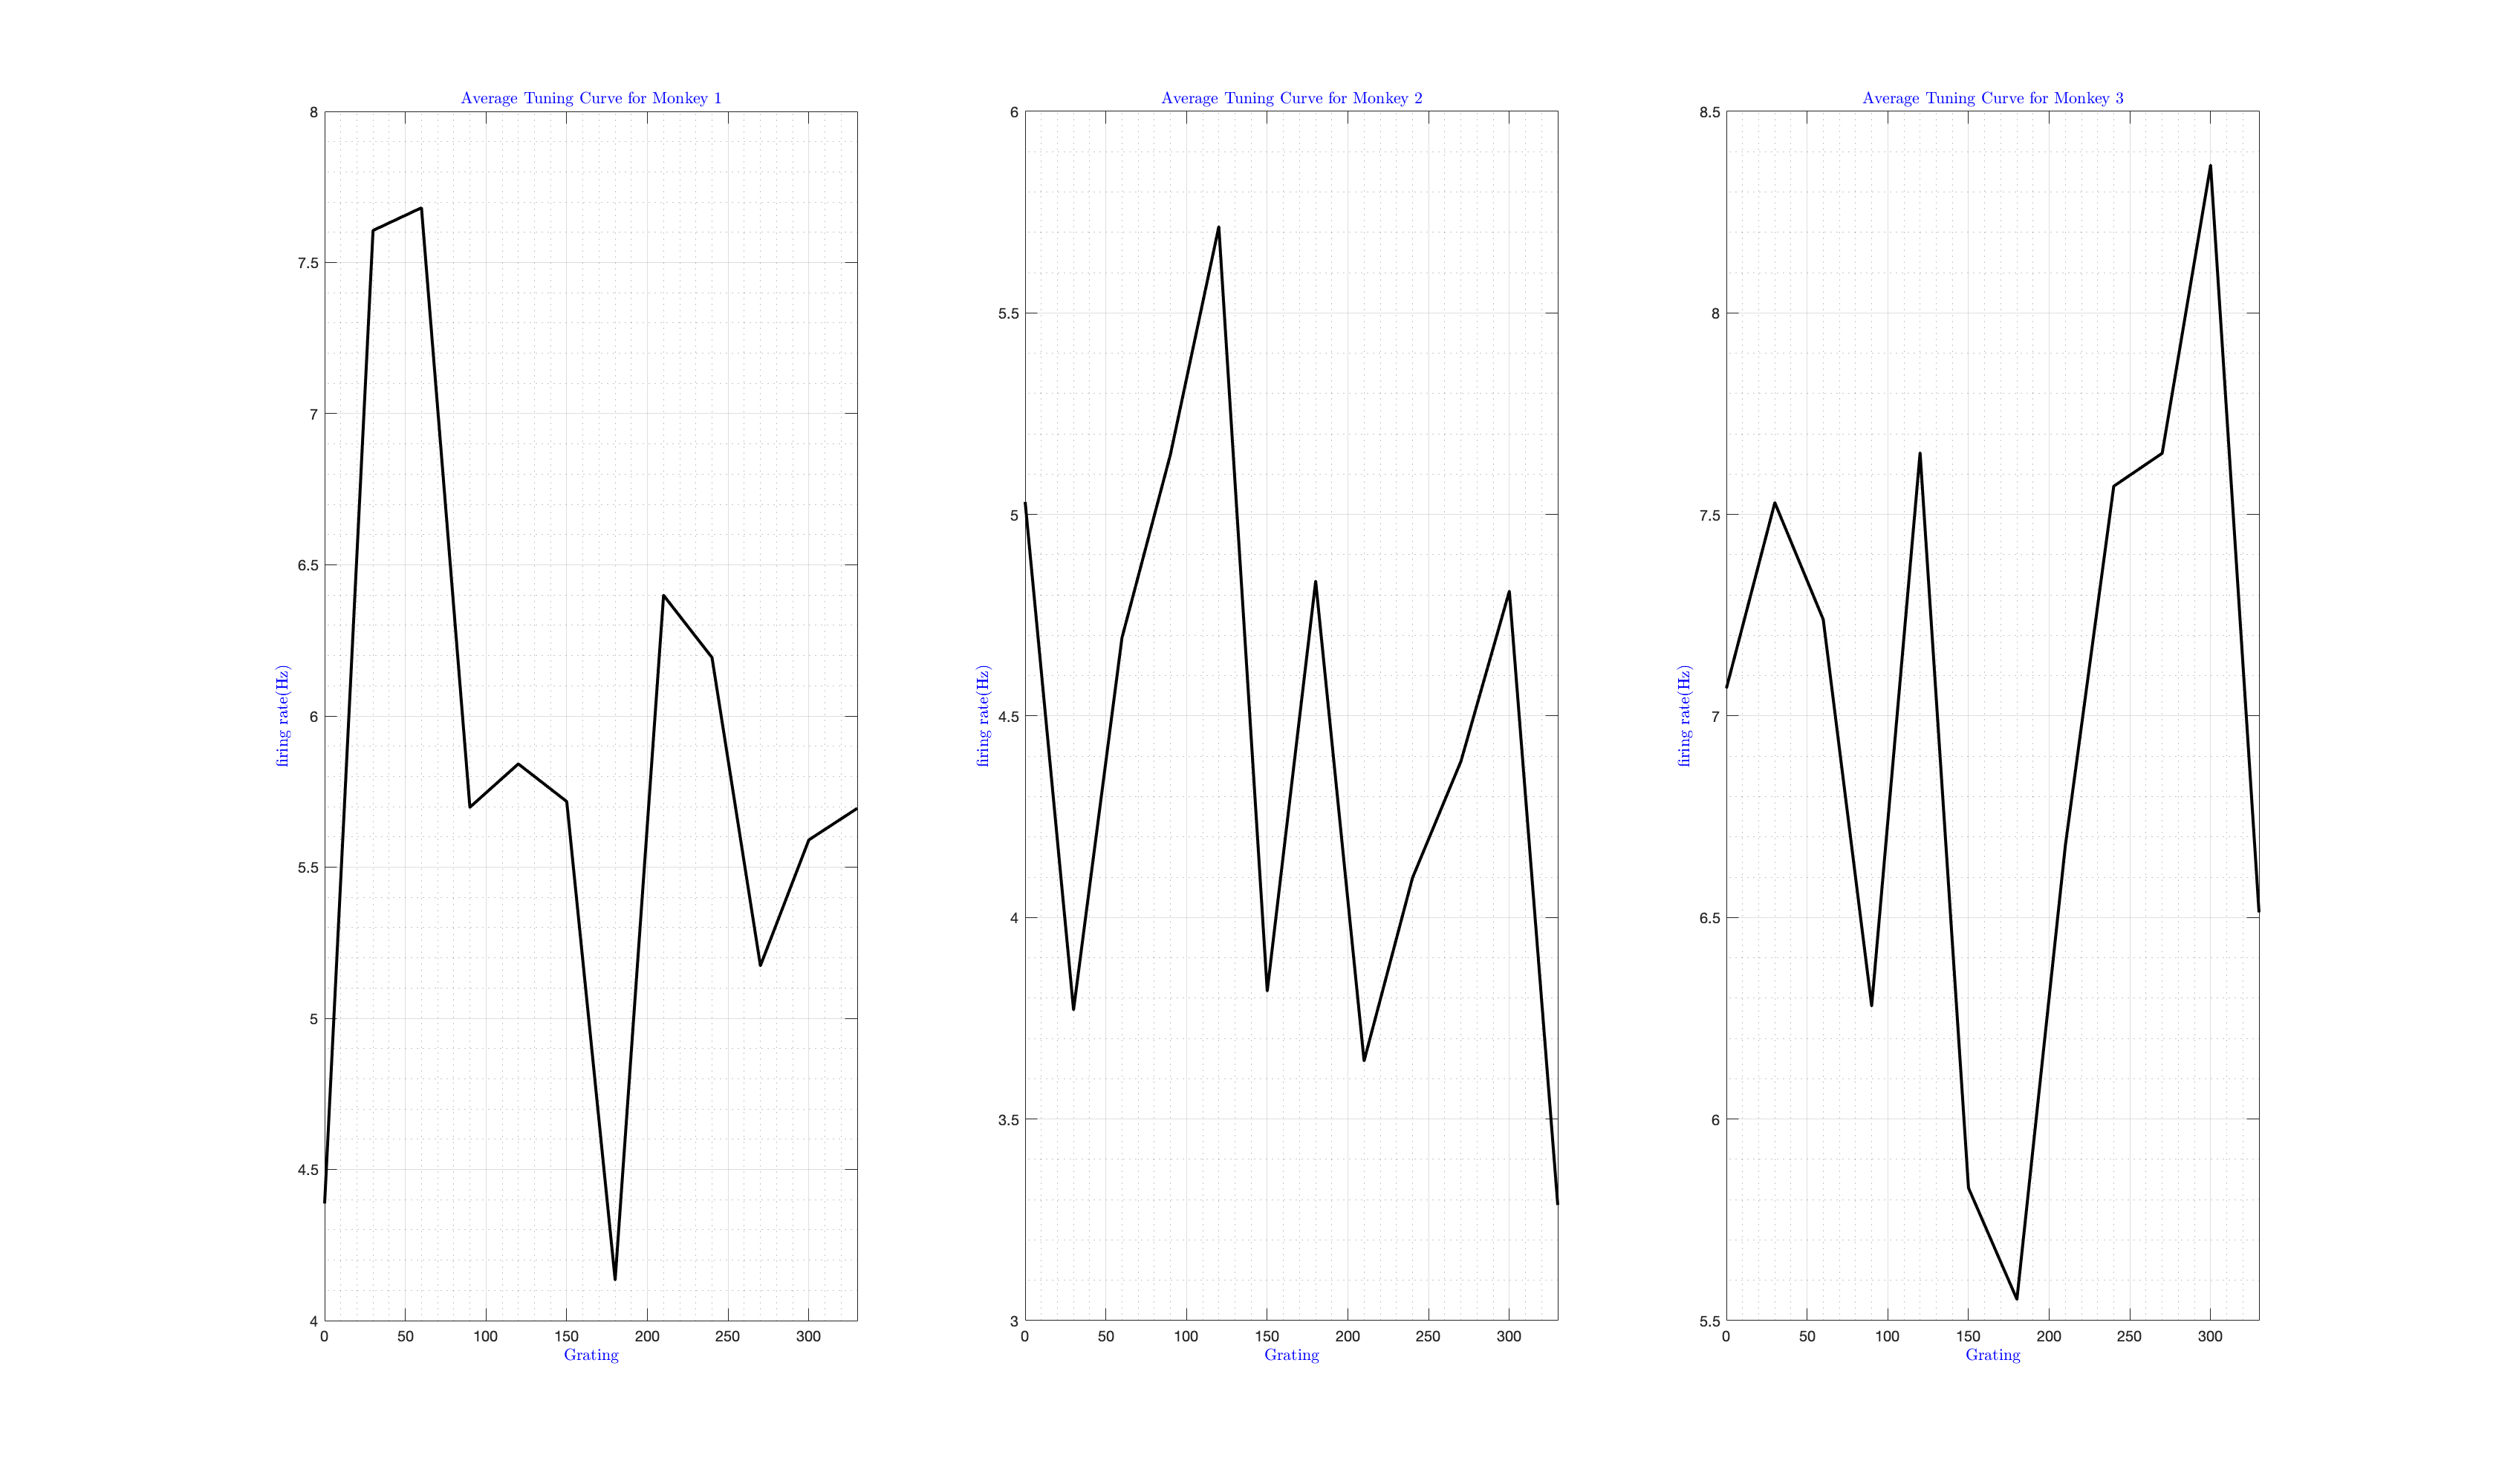 Average Tuning Curve for Monkey 1
8
7.5
7
6.5
6
5.5
5
4.5
4
firing rate(Hz)
0 50 100 150 200 250 300
Grating
Average Tuning Curve for Monkey 2
6
5.5
5
4.5
4
3.5
3
firing rate(Hz)
0 50 100 150 200 250 300
Grating
Average Tuning Curve for Monkey 3
8.5
8
7.5
7
6.5
6
5.5
firing rate(Hz)
0 50 100 150 200 250 300
Grating